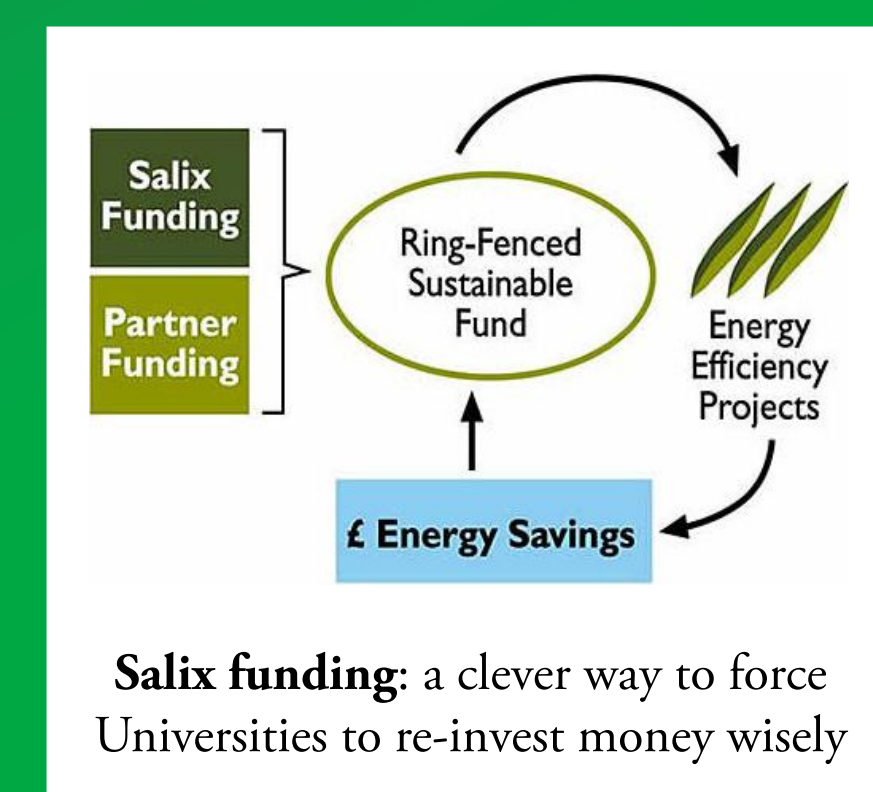 Salix
Funding
Partner
Funding
Ring-Fenced
Sustainable
Fund
Energy
Efficiency
Projects
£ Energy Savings
Salix funding: a clever way to force
Universities to re-invest money wisely